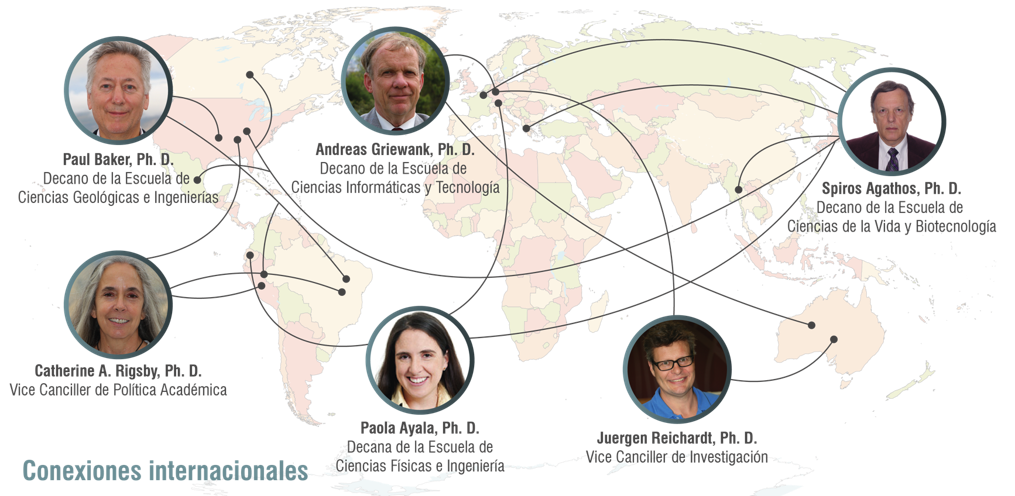 Paul Baker, Ph. D.
Decano de la Escuela de
Ciencias Geológicas e Ingenierías
Andreas Griewank, Ph. D.
Decano de la Escuela de
Ciencias Informáticas y Tecnología
Spiros Agathos, Ph. D.
Decano de la Escuela de
Ciencias de la Vida y Biotecnología
Catherine A. Rigsby, Ph. D.
Vice Canciller de Política Académica
Paola Ayala, Ph. D.
Decana de la Escuela de
Ciencias Físicas e Ingeniería
Juergen Reichardt, Ph. D.
Vice Canciller de Investigación
Conexiones internacionales